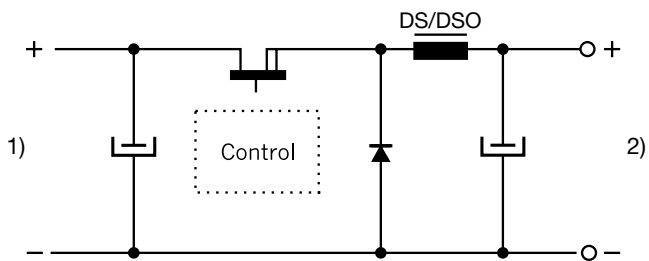 DS/DSO
+ +
1) Control 2)
− −